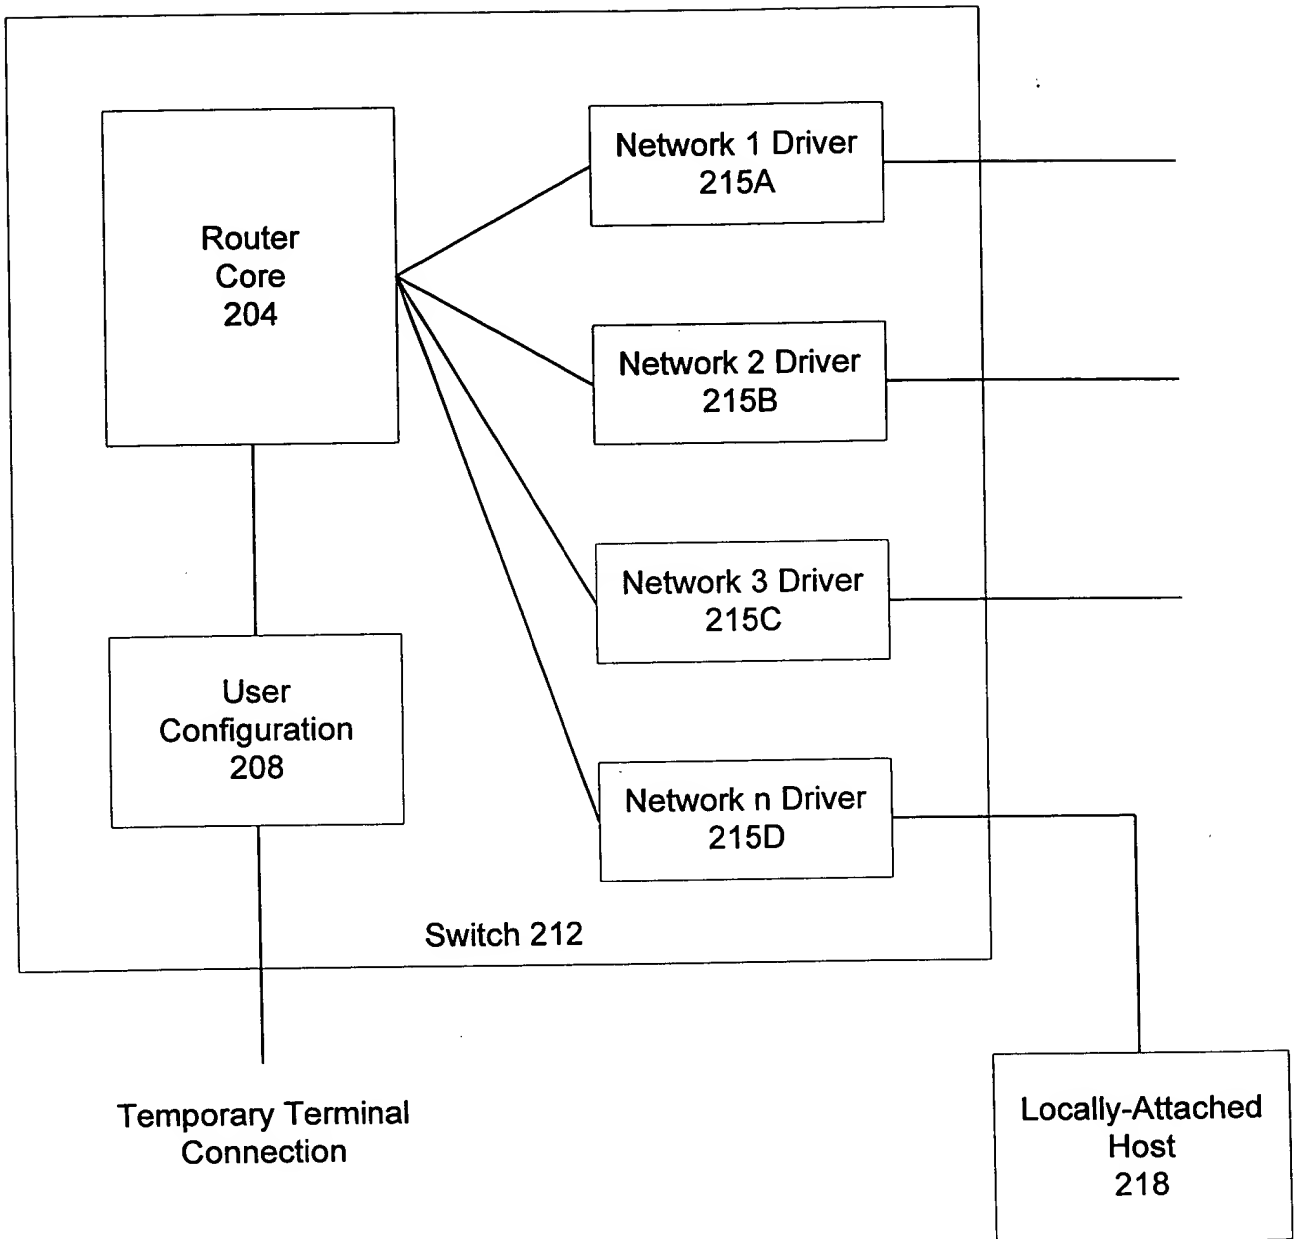 Router
Core
204
Network 1 Driver
215A
Network 2 Driver
215B
Network 3 Driver
215C
User
Configuration
208
Network n Driver
215D
Switch 212
Temporary Terminal
Connection
Locally-Attached
Host
218